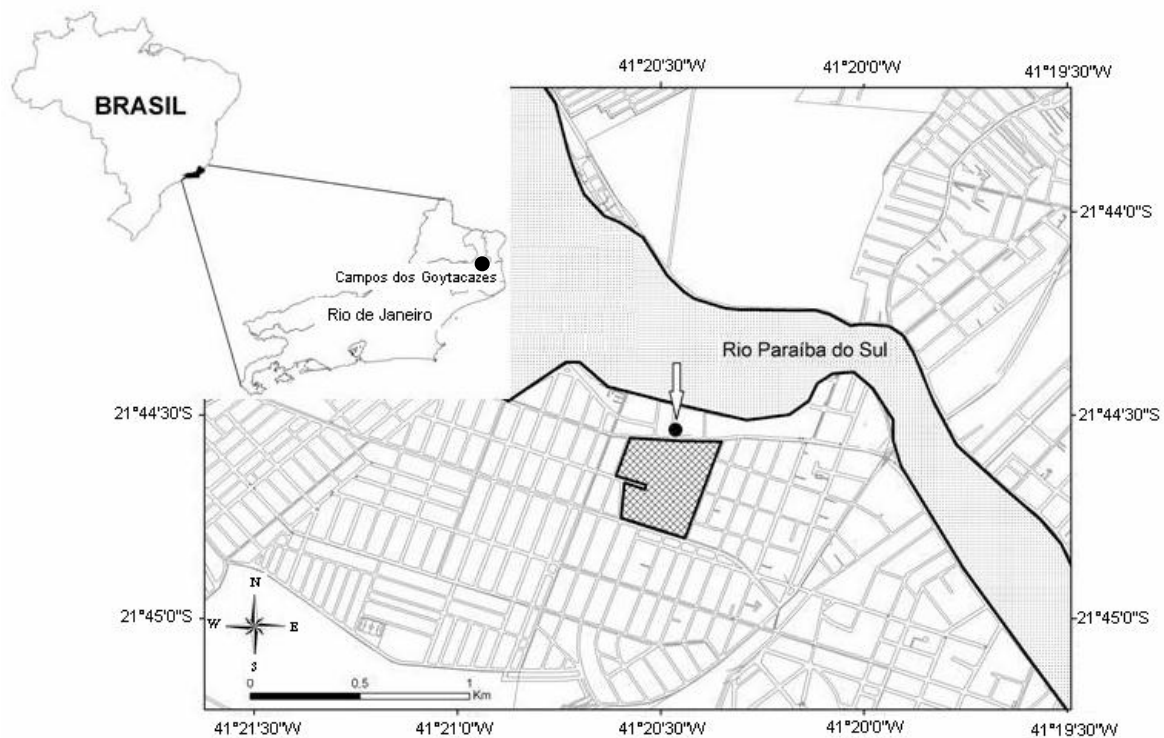 BRASIL
Campos dos Goytacazes
Rio de Janeiro
41°20'30"W
41°20'0"W
41°19'30"W
21°44'0"S
Rio Paraíba do Sul
21°44'30"S
21°44'30"S
21°45'0"S
21°45'0"S
N
W
E
S
0
0.5
1
Km
41°21'30"W
41°21'0"W
41°20'30"W
41°20'0"W
41°19'30"W